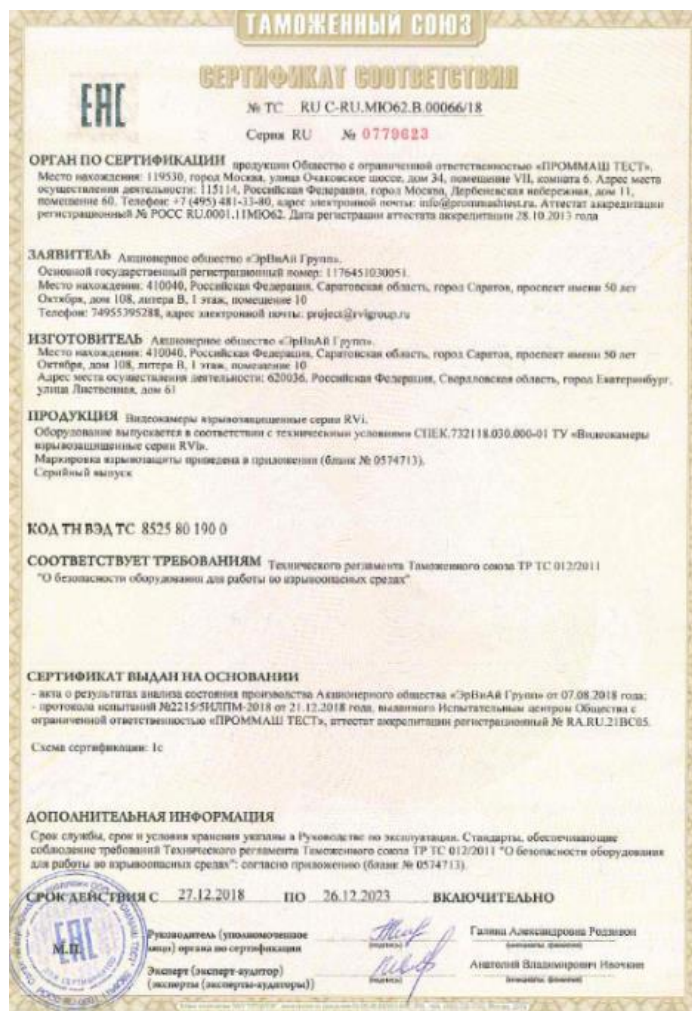 ТАМОЖЕННЫЙ СОЮЗ
СЕРТИФИКАТ СООТВЕТСТВИЯ
ЕАС
№ ТС RU C-RU.МЮ62.В.00066/18
Серия RU № 0779623
ОРГАН ПО СЕРТИФИКАЦИИ продукции Общество с ограниченной ответственностью «ПРОММАШ ТЕСТ».
Место нахождения: 119530, город Москва, улица Очаковское шоссе, дом 34, помещение VII, комната 6. Адрес места
осуществления деятельности: 115114, Российская Федерация, город Москва, Дербеневская набережная, дом 11,
помещение 60. Телефон: +7 (495) 481-33-80, адрес электронной почты: info@prommashtest.ru. Аттестат аккредитации
регистрационный № РОСС RU.0001.11МЮ62. Дата регистрации аттестата аккредитации 28.10.2013 года
ЗАЯВИТЕЛЬ Акционерное общество «ЭрВиАй Групп».
Основной государственный регистрационный номер: 1176451030051.
Место нахождения: 410040, Российская Федерация, Саратовская область, город Саратов, проспект имени 50 лет
Октября, дом 108, литера В, 1 этаж, помещение 10
Телефон: 74955395288, адрес электронной почты: project@rvigroup.ru
ИЗГОТОВИТЕЛЬ Акционерное общество «ЭрВиАй Групп».
Место нахождения: 410040, Российская Федерация, Саратовская область, город Саратов, проспект имени 50 лет
Октября, дом 108, литера В, 1 этаж, помещение 10
Адрес места осуществления деятельности: 620036, Российская Федерация, Свердловская область, город Екатеринбург,
улица Лиственная, дом 61
ПРОДУКЦИЯ Видеокамеры взрывозащищенные серии RVi.
Оборудование выпускается в соответствии с техническими условиями СПЕК.732118.030.000-01 ТУ «Видеокамеры
взрывозащищенные серии RVi».
Маркировка взрывозащиты приведена в приложении (бланк № 0574713).
Серийный выпуск
КОД ТН ВЭД ТС 8525 80 190 0
СООТВЕТСТВУЕТ ТРЕБОВАНИЯМ Технического регламента Таможенного союза ТР ТС 012/2011
"О безопасности оборудования для работы во взрывоопасных средах"
СЕРТИФИКАТ ВЫДАН НА ОСНОВАНИИ
- акта о результатах анализа состояния производства Акционерного общества «ЭрВиАй Групп» от 07.08.2018 года;
- протокола испытаний №2215/5ИЛПМ-2018 от 21.12.2018 года, выданного Испытательным центром Общества с
ограниченной ответственностью «ПРОММАШ ТЕСТ», аттестат аккредитации регистрационный № RA.RU.21ВС05.
Схема сертификации: 1с
ДОПОЛНИТЕЛЬНАЯ ИНФОРМАЦИЯ
Срок службы, срок и условия хранения указаны в Руководстве по эксплуатации. Стандарты, обеспечивающие
соблюдение требований Технического регламента Таможенного союза ТР ТС 012/2011 "О безопасности оборудования
для работы во взрывоопасных средах": согласно приложению (бланк № 0574713).
СРОК ДЕЙСТВИЯ С 27.12.2018 ПО 26.12.2023 ВКЛЮЧИТЕЛЬНО
М.П.
Руководитель (уполномоченное
лицо) органа по сертификации
(подпись)
Галина Александровна Родзивон
(инициалы, фамилия)
Эксперт (эксперт-аудитор)
(эксперты (эксперты-аудиторы))
(подпись)
Анатолий Владимирович Ивочкин
(инициалы, фамилия)